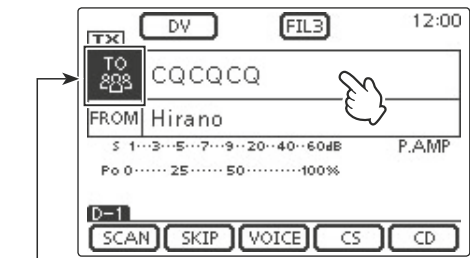 DV FIL3 12:00
TX
TO CQCQCQ
FROM Hirano
S 1··3··5··7··9··20··40··60dB P.AMP
Po 0······25······50·········100%
D-1
SCAN SKIP VOICE CS CD